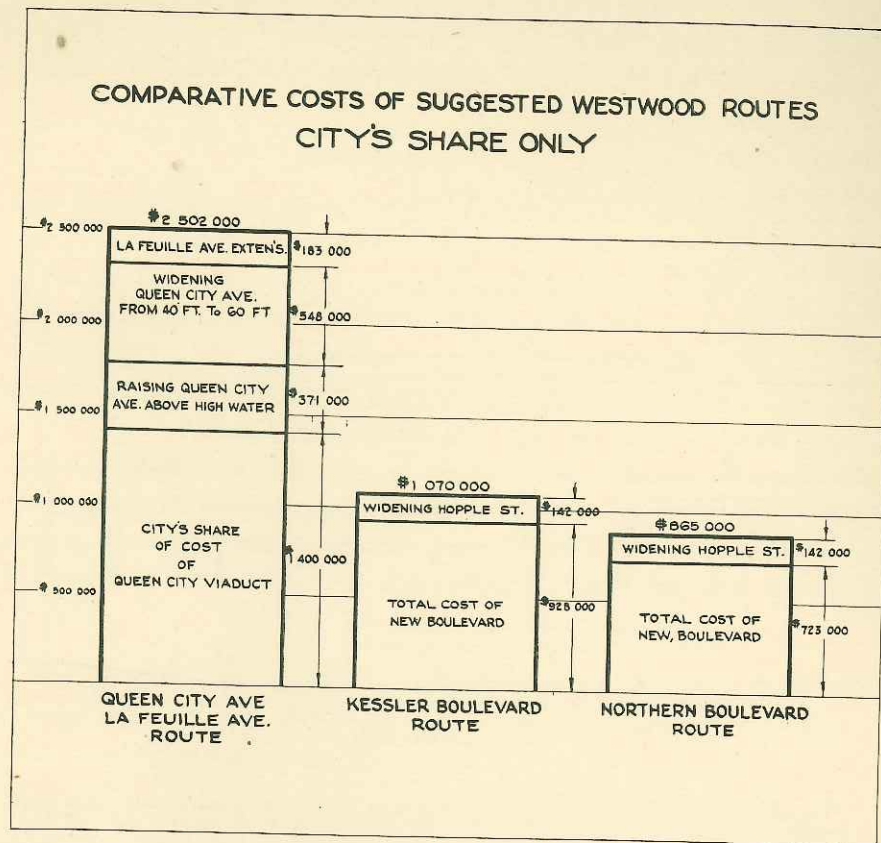 COMPARATIVE COSTS OF SUGGESTED WESTWOOD ROUTES
CITY'S SHARE ONLY
$2 500 000
$2 000 000
$1 500 000
$1 000 000
$ 500 000
$2 502 000
LA FEUILLE AVE. EXTEN'S.
$183 000
WIDENING
QUEEN CITY AVE.
FROM 40 FT. TO 60 FT
$548 000
RAISING QUEEN CITY
AVE. ABOVE HIGH WATER
$371 000
CITY'S SHARE
OF COST
OF
QUEEN CITY VIADUCT
$1 400 000
QUEEN CITY AVE
LA FEUILLE AVE.
ROUTE
$1 070 000
WIDENING HOPPLE ST.
$142 000
TOTAL COST OF
NEW BOULEVARD
$928 000
KESSLER BOULEVARD
ROUTE
$865 000
WIDENING HOPPLE ST.
$142 000
TOTAL COST OF
NEW, BOULEVARD
$723 000
NORTHERN BOULEVARD
ROUTE